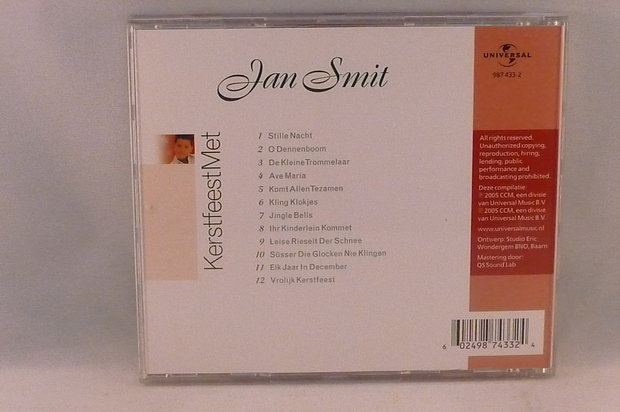 Jan Smit
KerstfeestMet
1 Stille Nacht
2 O Dennenboom
3 De Kleine Trommelaar
4 Ave Maria
5 Komt Allen Tezamen
6 Kling Klokjes
7 Jingle Bells
8 Ihr Kinderlein Kommet
9 Leise Rieselt Der Schnee
10 Süsser Die Glocken Nie Klingen
11 Elk Jaar In December
12 Vrolijk Kerstfeest
UNIVERSAL
987 433-2
All rights reserved.
Unauthorized copying,
reproduction, hiring,
lending, public
performance and
broadcasting prohibited.
Deze compilatie
℗ 2005 CCM, een divisie
van Universal Music B.V.
© 2005 CCM, een divisie
van Universal Music B.V.
www.universalmusic.nl
Ontwerp: Studio Eric
Wondergem BNO, Baarn
Mastering door:
QS Sound Lab
6 02498 74332 4